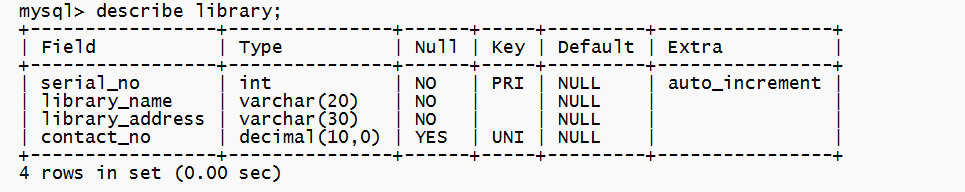 mysql> describe library;
+-----------------+---------------+------+-----+---------+----------------+
| Field           | Type          | Null | Key | Default | Extra          |
+-----------------+---------------+------+-----+---------+----------------+
| serial_no       | int           | NO   | PRI | NULL    | auto_increment |
| library_name    | varchar(20)   | NO   |     | NULL    |                |
| library_address | varchar(30)   | NO   |     | NULL    |                |
| contact_no      | decimal(10,0) | YES  | UNI | NULL    |                |
+-----------------+---------------+------+-----+---------+----------------+
4 rows in set (0.00 sec)